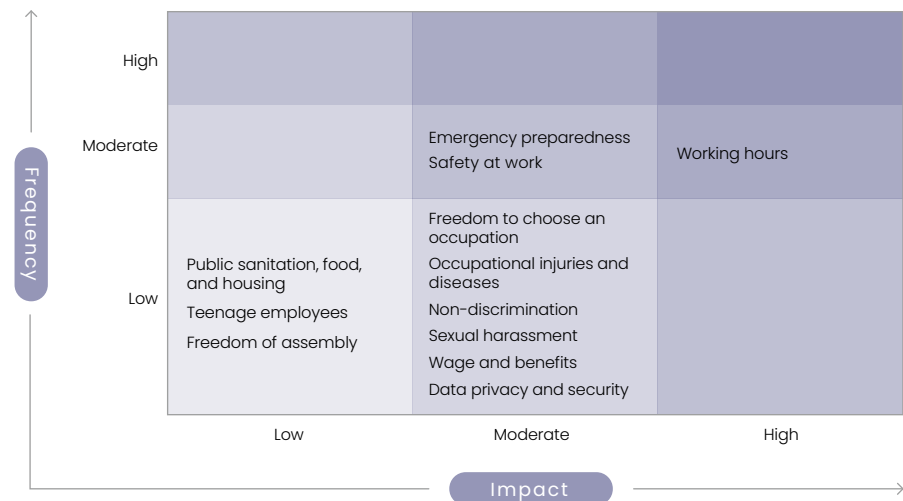 High
Moderate
Emergency preparedness
Safety at work
Working hours
Frequency
Low
Public sanitation, food,
and housing
Teenage employees
Freedom of assembly
Freedom to choose an
occupation
Occupational injuries and
diseases
Non-discrimination
Sexual harassment
Wage and benefits
Data privacy and security
Low
Moderate
High
Impact